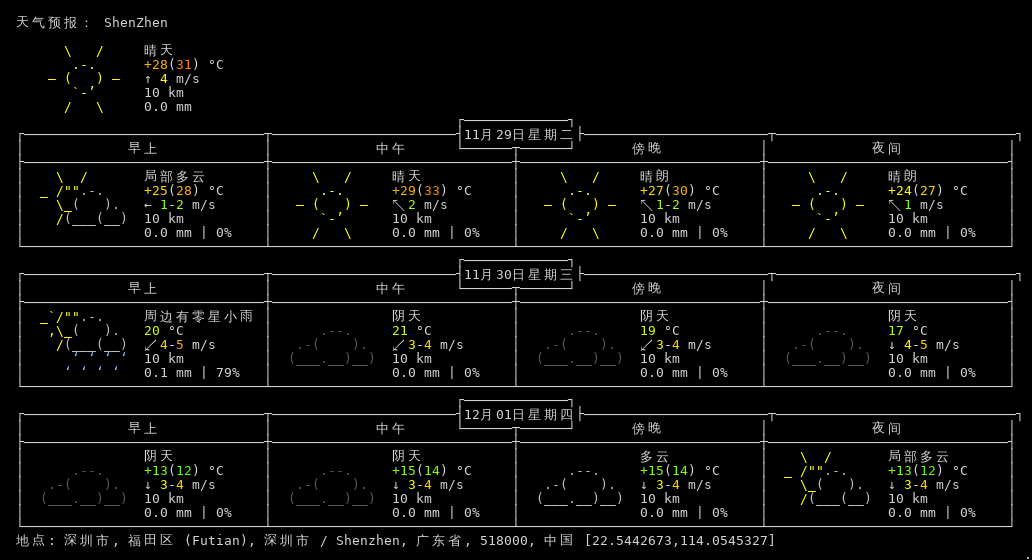 天气预报： ShenZhen
晴天
+28(31) °C
↑ 4 m/s
10 km
0.0 mm
11月29日星期二
早上 中午 傍晚 夜间
局部多云 晴天 晴朗 晴朗
+25(28) °C +29(33) °C +27(30) °C +24(27) °C
← 1-2 m/s ↖ 2 m/s ↖ 1-2 m/s ↖ 1 m/s
10 km 10 km 10 km 10 km
0.0 mm | 0% 0.0 mm | 0% 0.0 mm | 0% 0.0 mm | 0%
11月30日星期三
早上 中午 傍晚 夜间
周边有零星小雨 阴天 阴天 阴天
20 °C 21 °C 19 °C 17 °C
↙ 4-5 m/s ↙ 3-4 m/s ↙ 3-4 m/s ↓ 4-5 m/s
10 km 10 km 10 km 10 km
0.1 mm | 79% 0.0 mm | 0% 0.0 mm | 0% 0.0 mm | 0%
12月01日星期四
早上 中午 傍晚 夜间
阴天 阴天 多云 局部多云
+13(12) °C +15(14) °C +15(14) °C +13(12) °C
↓ 3-4 m/s ↓ 3-4 m/s ↓ 3-4 m/s ↓ 3-4 m/s
10 km 10 km 10 km 10 km
0.0 mm | 0% 0.0 mm | 0% 0.0 mm | 0% 0.0 mm | 0%
地点: 深圳市, 福田区 (Futian), 深圳市 / Shenzhen, 广东省, 518000, 中国 [22.5442673,114.0545327]